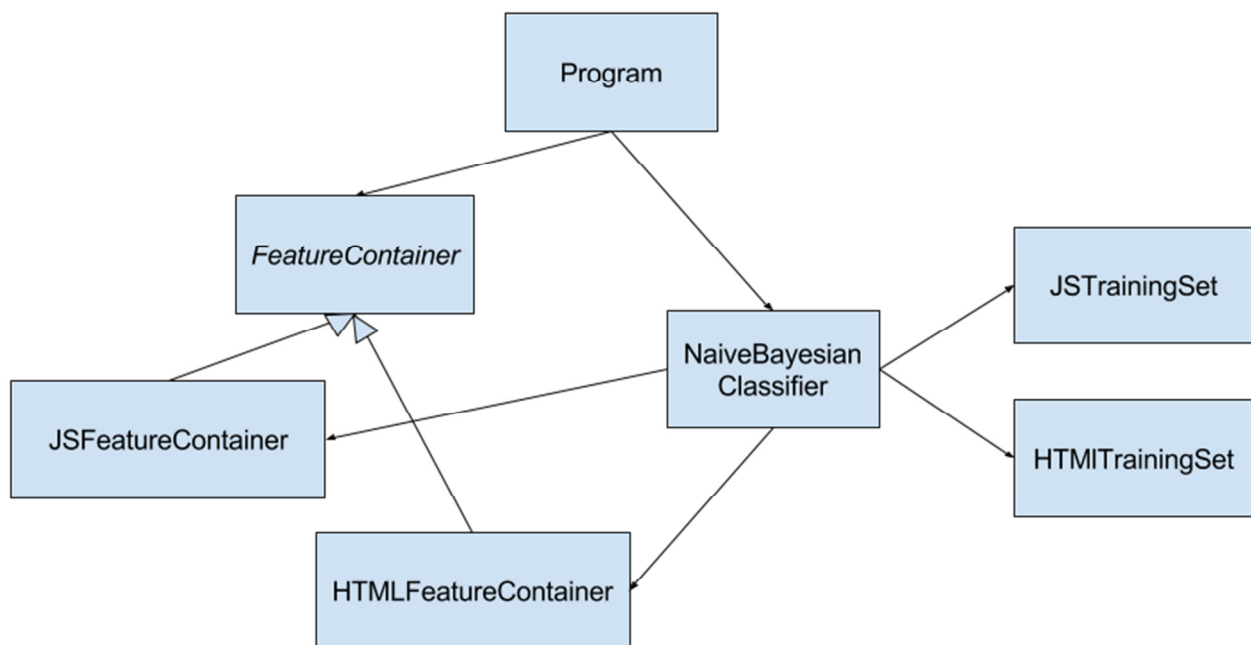 Program
FeatureContainer
JSTrainingSet
NaiveBayesian
Classifier
JSFeatureContainer
HTMlTrainingSet
HTMLFeatureContainer